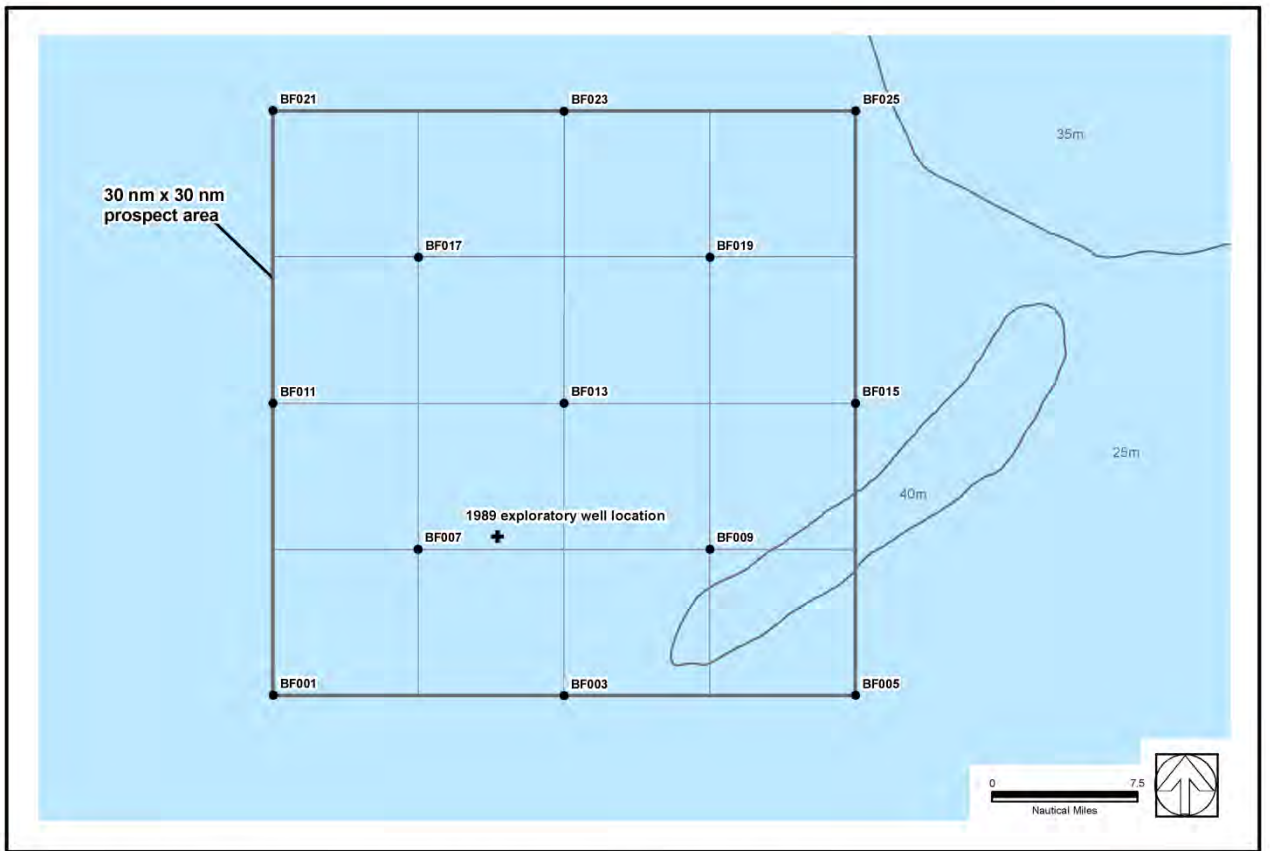 BF021
BF023
BF025
35m
30 nm x 30 nm
prospect area
BF017
BF019
BF011
BF013
BF015
25m
40m
1989 exploratory well location
BF007
BF009
BF001
BF003
BF005
0
7.5
Nautical Miles